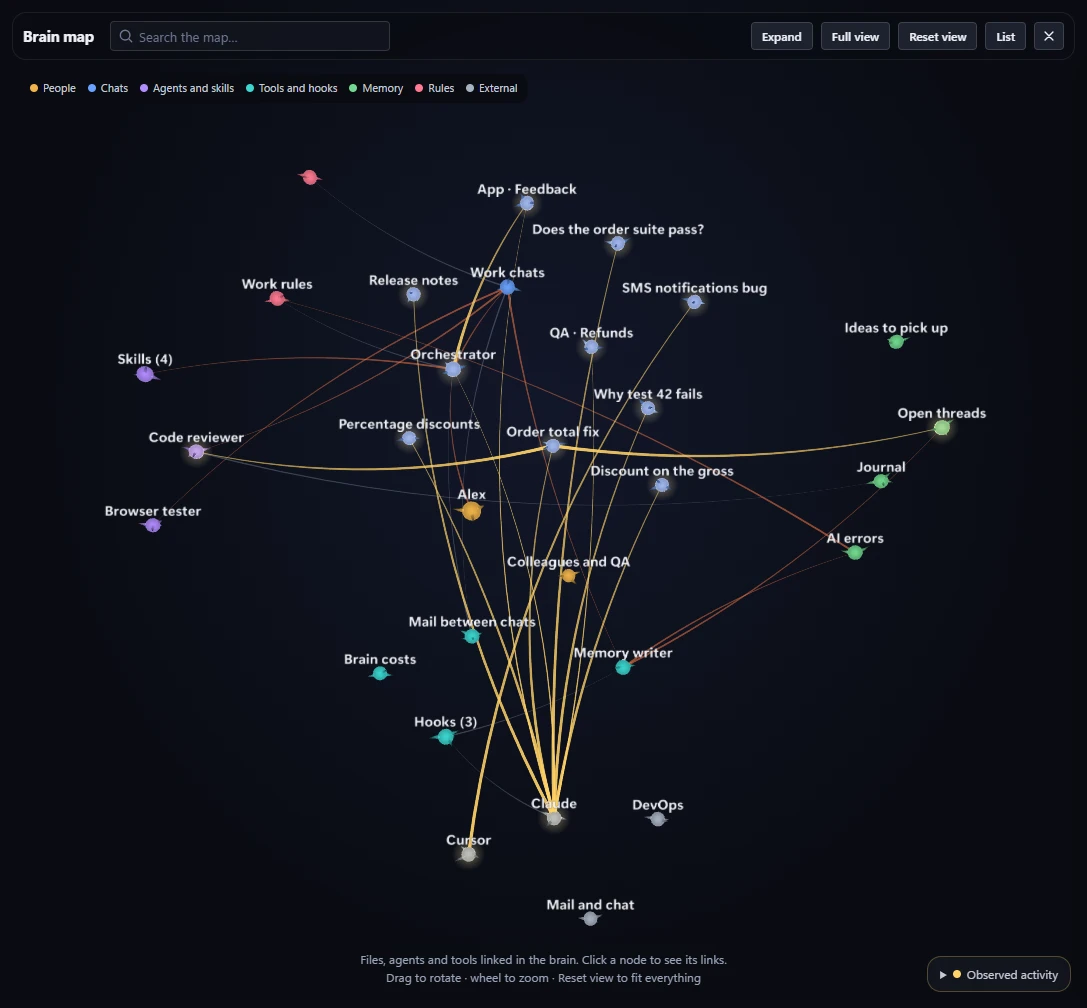 Brain map
Search the map...
Expand
Full view
Reset view
List
People
Chats
Agents and skills
Tools and hooks
Memory
Rules
External
App · Feedback
Does the order suite pass?
Work chats
Release notes
Work rules
SMS notifications bug
Ideas to pick up
QA · Refunds
Orchestrator
Skills (4)
Why test 42 fails
Open threads
Percentage discounts
Order total fix
Code reviewer
Discount on the gross
Journal
Alex
Browser tester
AI errors
Colleagues and QA
Mail between chats
Memory writer
Brain costs
Hooks (3)
Claude
DevOps
Cursor
Mail and chat
Files, agents and tools linked in the brain. Click a node to see its links.
Drag to rotate · wheel to zoom · Reset view to fit everything
Observed activity